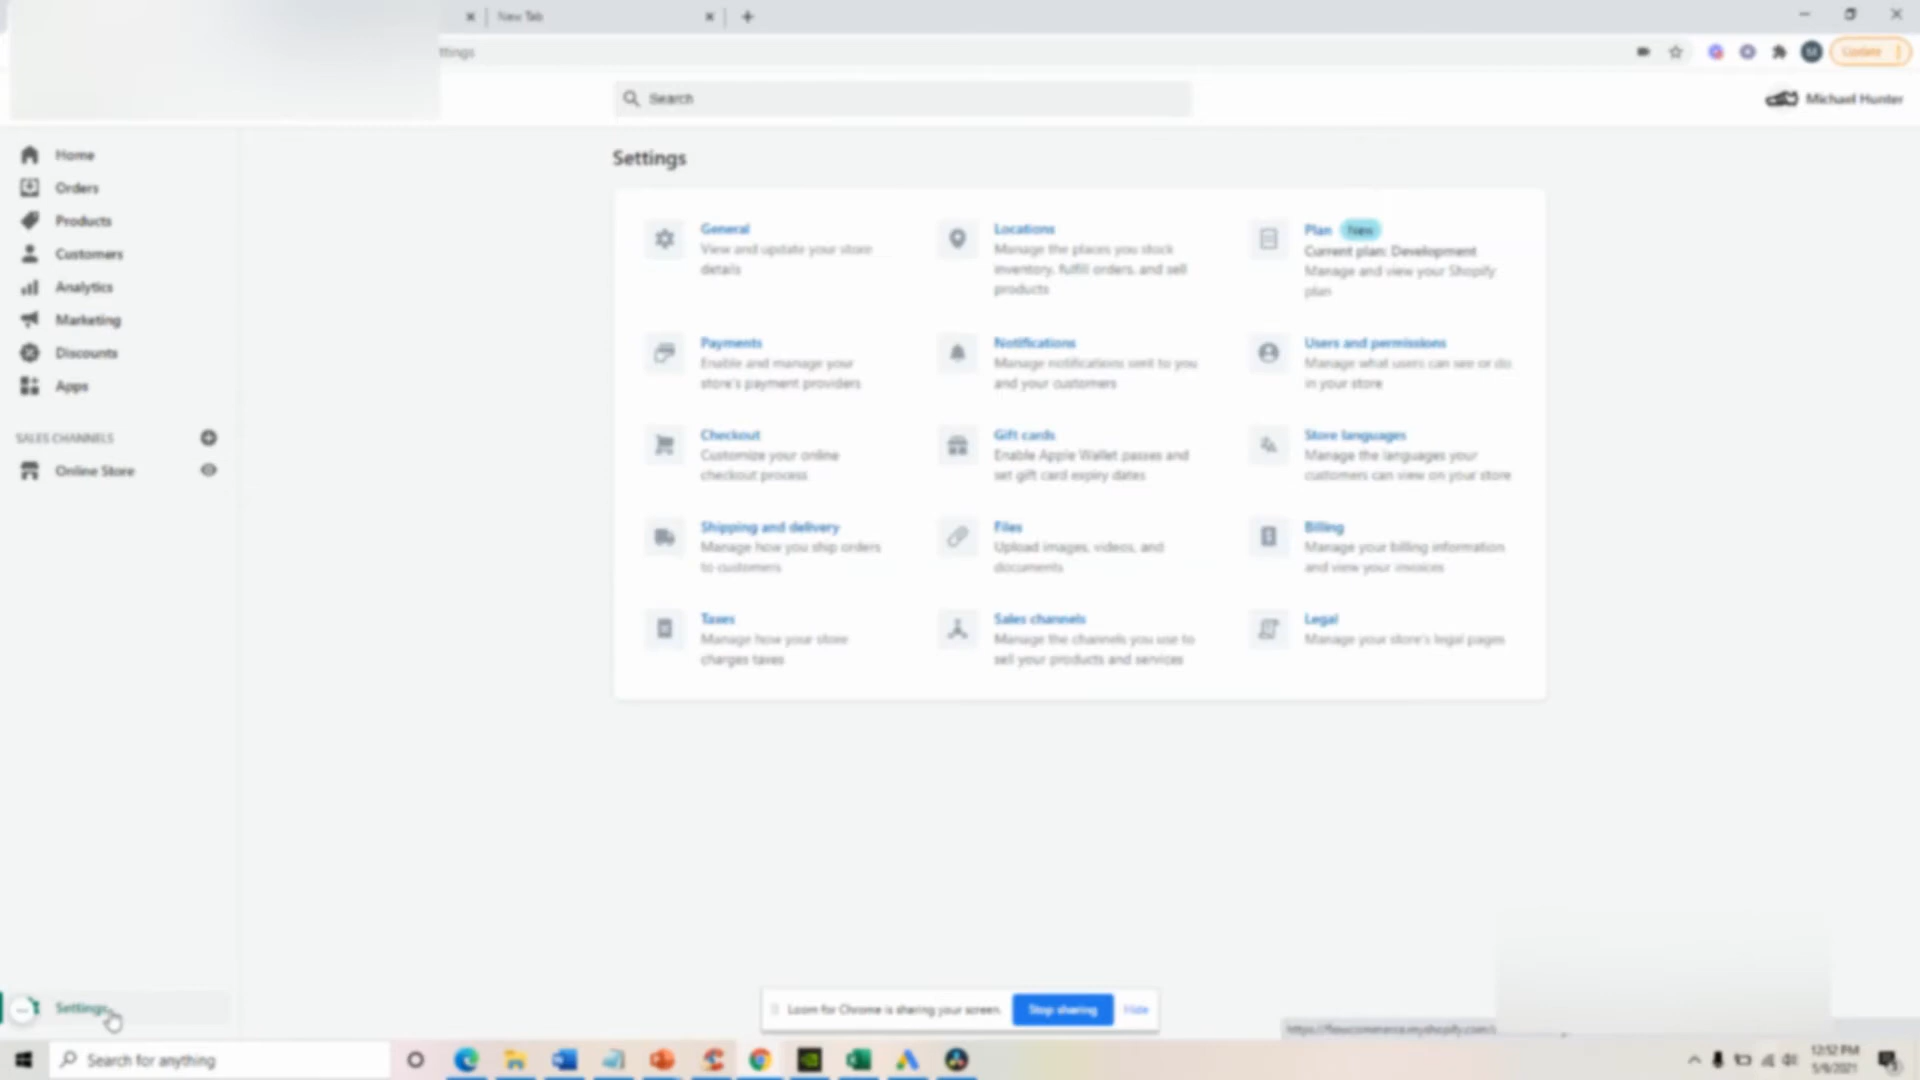 New Tab
ttings
Update
Search
Michael Hunter
Home
Orders
Products
Customers
Analytics
Marketing
Discounts
Apps
SALES CHANNELS
Online Store
Settings
Settings
General
View and update your store
details
Locations
Manage the places you stock
inventory, fulfill orders, and sell
products
Plan New
Current plan: Development
Manage and view your Shopify
plan
Payments
Enable and manage your
store's payment providers
Notifications
Manage notifications sent to you
and your customers
Users and permissions
Manage what users can see or do
in your store
Checkout
Customize your online
checkout process
Gift cards
Enable Apple Wallet passes and
set gift card expiry dates
Store languages
Manage the languages your
customers can view on your store
Shipping and delivery
Manage how you ship orders
to customers
Files
Upload images, videos, and
documents
Billing
Manage your billing information
and view your invoices
Taxes
Manage how your store
charges taxes
Sales channels
Manage the channels you use to
sell your products and services
Legal
Manage your store's legal pages
Loom for Chrome is sharing your screen.
Stop sharing
Hide
Search for anything
12:52 PM